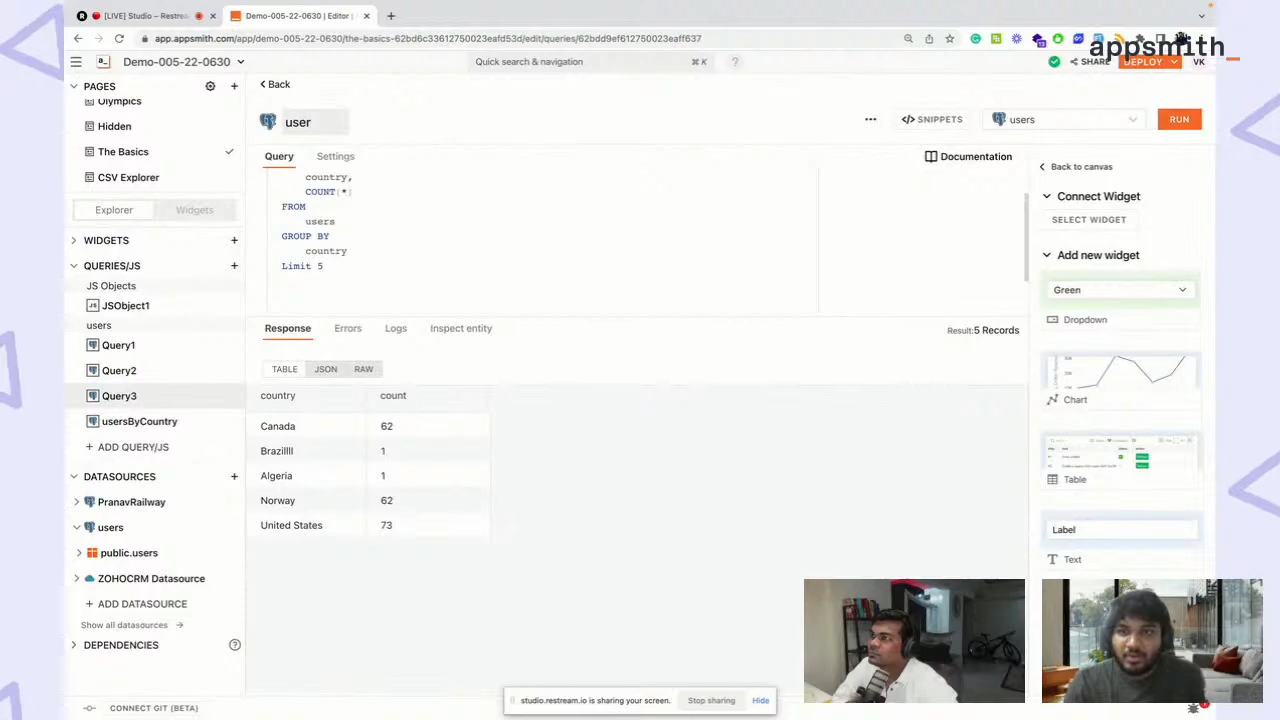 [LIVE] Studio – Restrea
Demo-005-22-0630 | Editor |
app.appsmith.com/app/demo-005-22-0630/the-basics-62bd6c33612750023af53d5d/edit/queries/62bdd9ef612750023eaff637
appsmith_
Demo-005-22-0630
Quick search & navigation
⌘ K
?
SHARE
DEPLOY
VK
PAGES
Olympics
Hidden
The Basics
CSV Explorer
Explorer
Widgets
WIDGETS
QUERIES/JS
JS Objects
JSObject1
users
Query1
Query2
Query3
usersByCountry
+ ADD QUERY/JS
DATASOURCES
PranavRailway
users
public.users
ZOHOCRM Datasource
+ ADD DATASOURCE
Show all datasources
DEPENDENCIES
CONNECT GIT (BETA)
Back
user
SNIPPETS
users
RUN
Query
Settings
Documentation
country,
COUNT(*)
FROM
users
GROUP BY
country
Limit 5
Response
Errors
Logs
Inspect entity
Result: 5 Records
TABLE
JSON
RAW
country count
Canada 62
Brazillll 1
Algeria 1
Norway 62
United States 73
Back to canvas
Connect Widget
SELECT WIDGET
Add new widget
Green
Dropdown
Chart
Table
Label
Text
studio.restream.io is sharing your screen.
Stop sharing
Hide